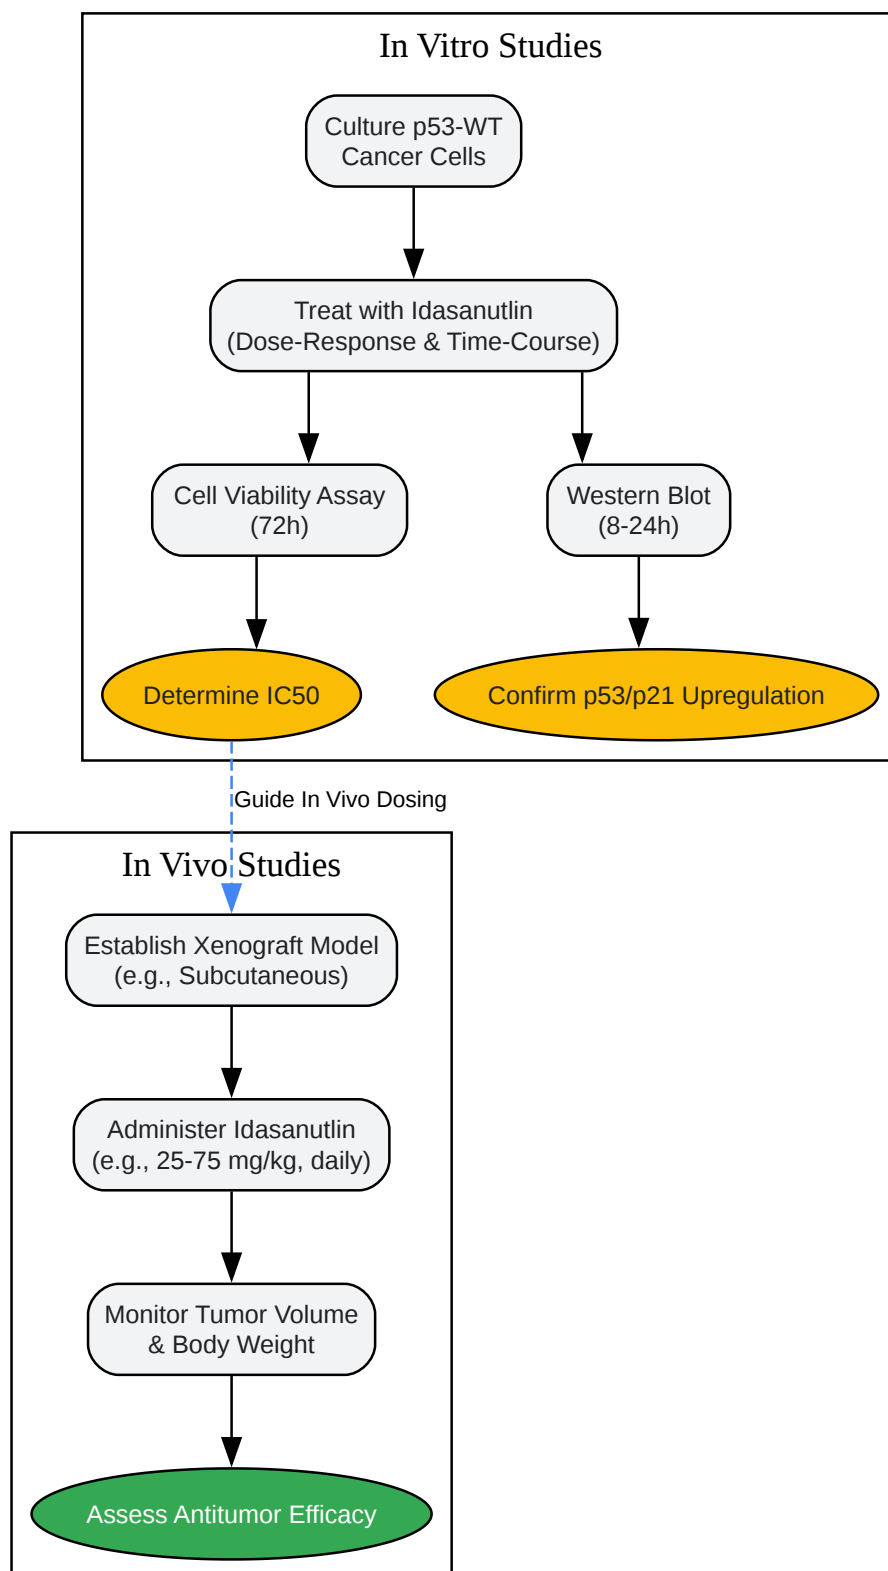 In Vitro Studies
Culture p53-WT
Cancer Cells
Treat with Idasanutlin
(Dose-Response & Time-Course)
Cell Viability Assay
(72h)
Western Blot
(8-24h)
Determine IC50
Confirm p53/p21 Upregulation
Guide In Vivo Dosing
In Vivo Studies
Establish Xenograft Model
(e.g., Subcutaneous)
Administer Idasanutlin
(e.g., 25-75 mg/kg, daily)
Monitor Tumor Volume
& Body Weight
Assess Antitumor Efficacy